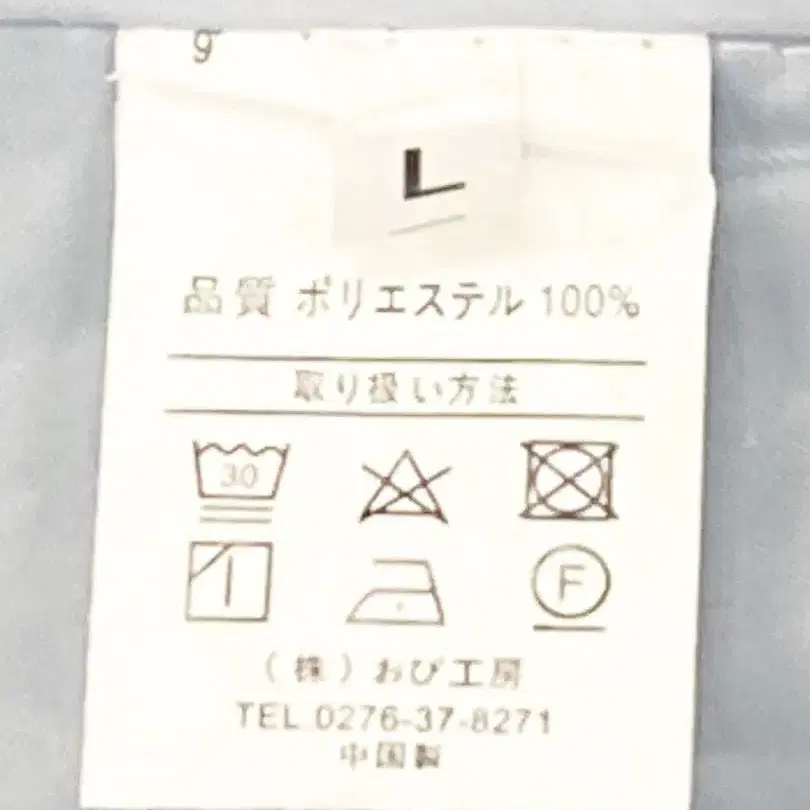 9
L
品質 ポリエステル 100%
取り扱い方法
30
F
(株)おび工房
TEL.0276-37-8271
中国製